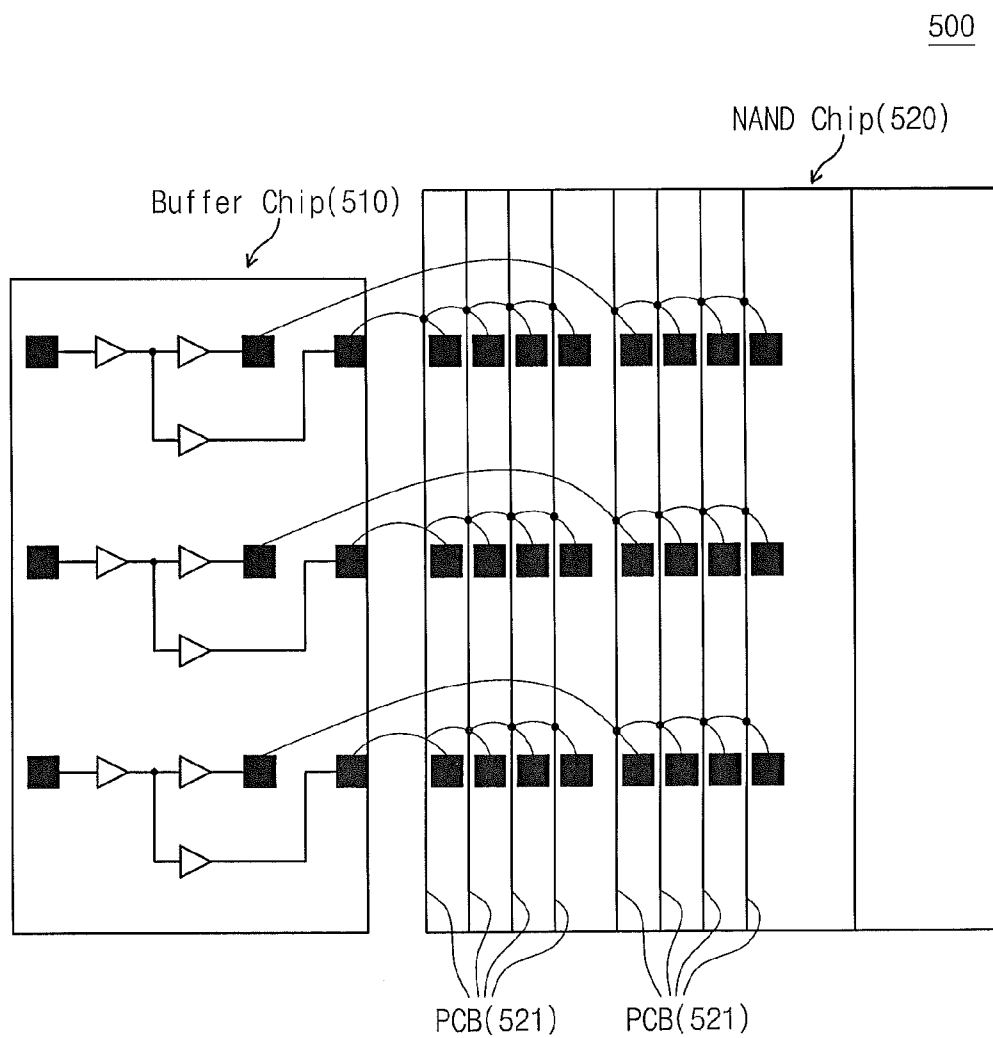 500
NAND Chip(520)
Buffer Chip(510)
PCB(521)
PCB(521)